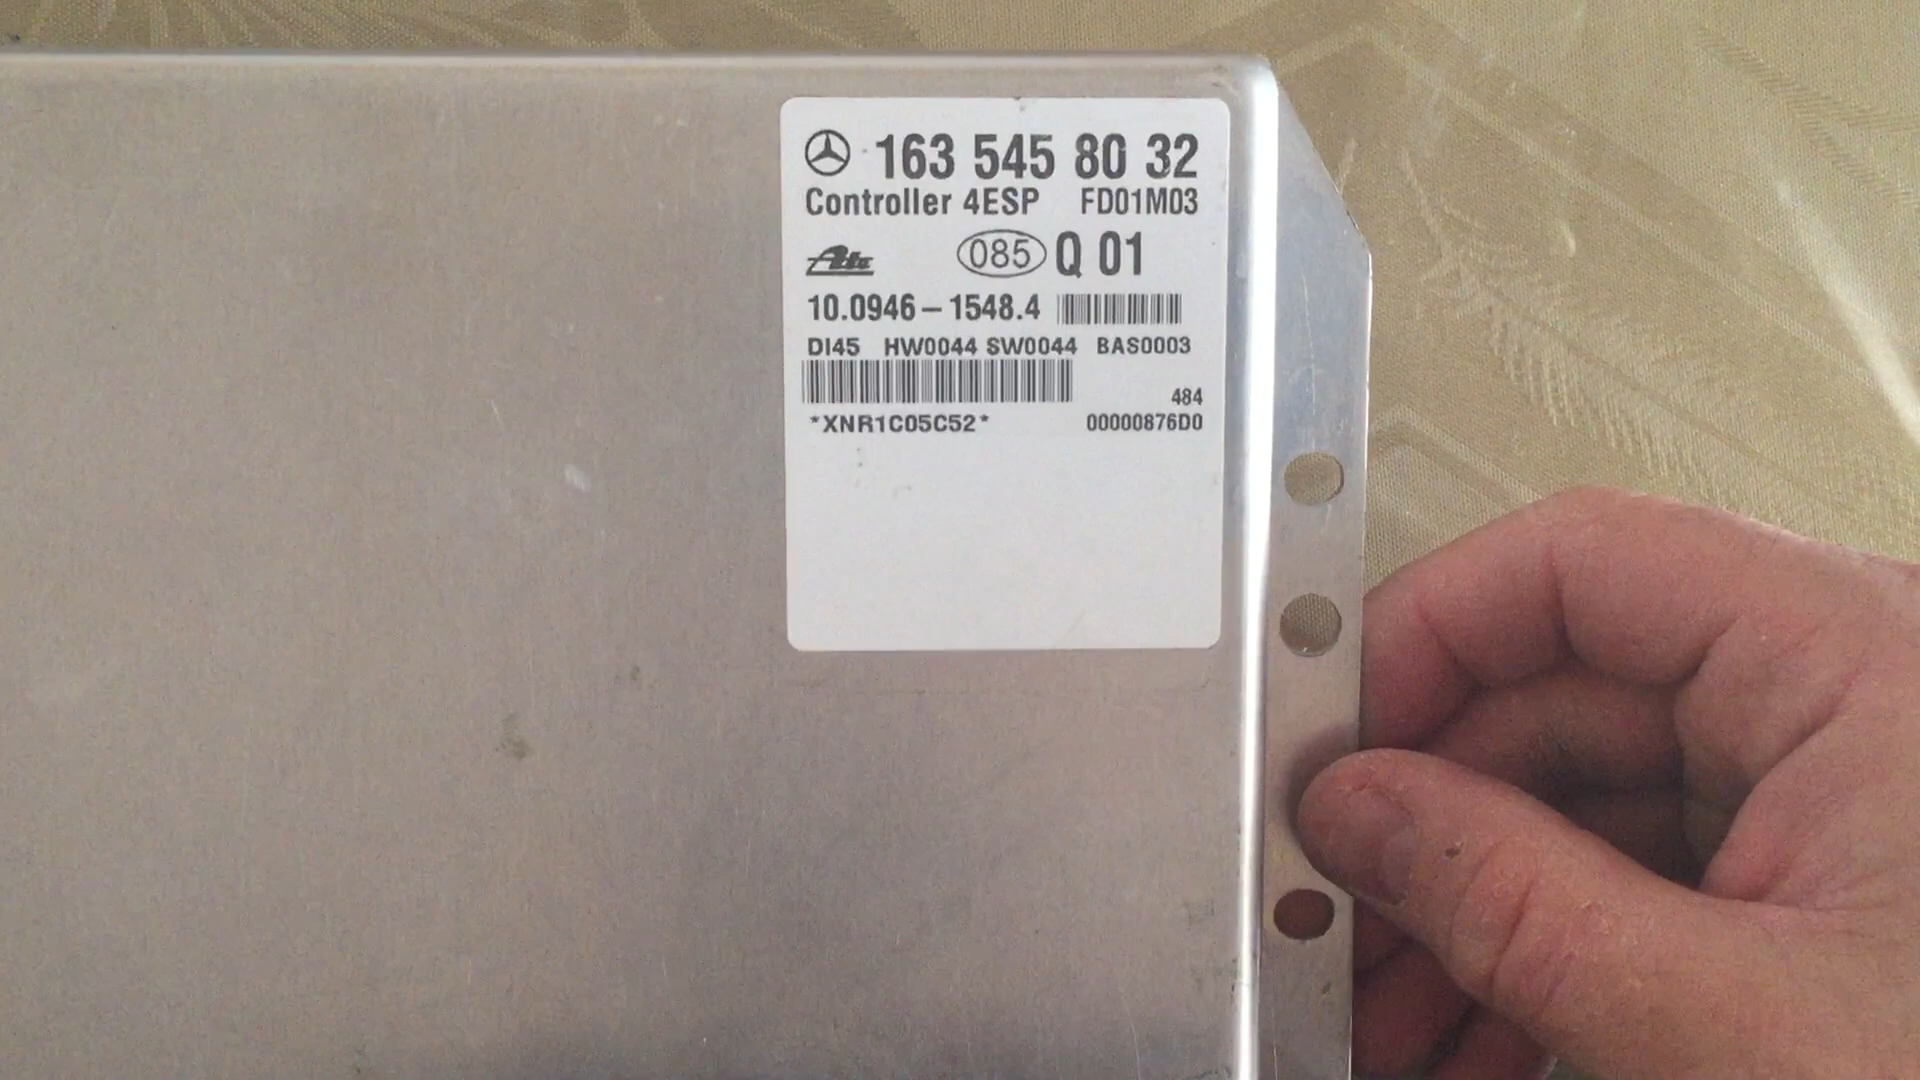 163 545 80 32
Controller 4ESP FD01M03
Ate 085 Q 01
10.0946-1548.4
DI45 HW0044 SW0044 BAS0003
484
*XNR1C05C52* 00000876D0